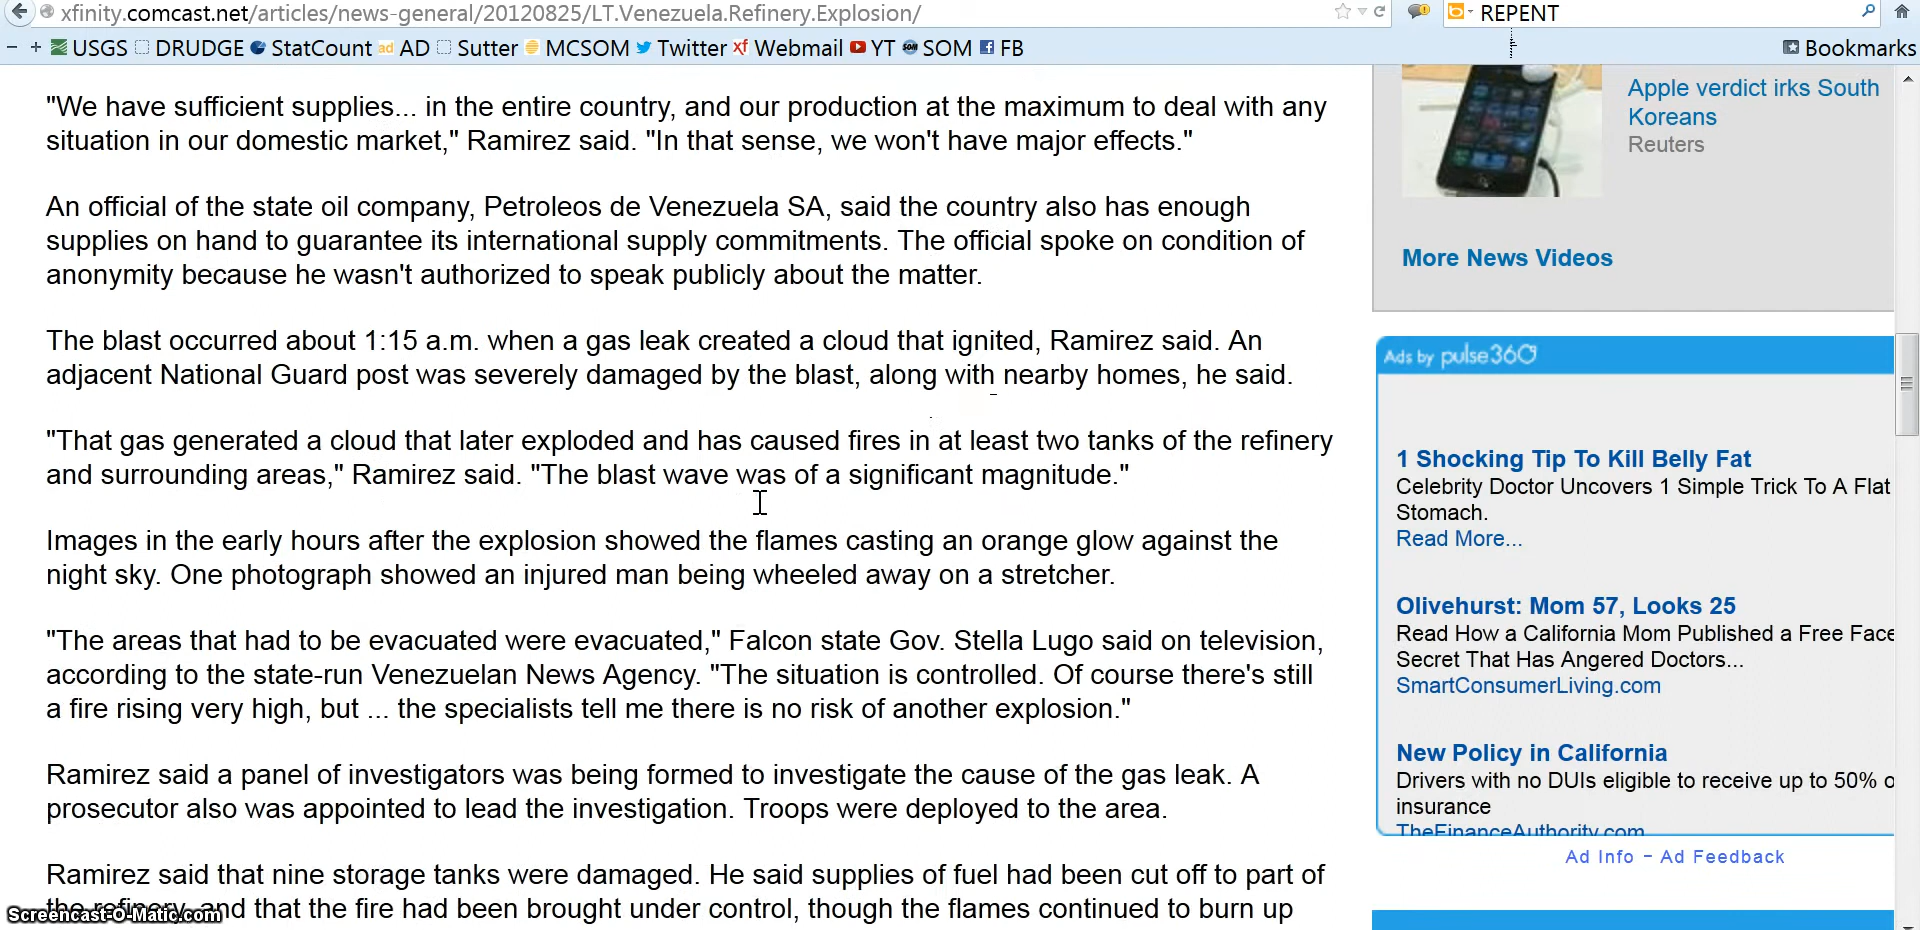 xfinity.comcast.net/articles/news-general/20120825/LT.Venezuela.Refinery.Explosion/
REPENT
USGS DRUDGE StatCount ad AD Sutter MCSOM Twitter xf Webmail YT SOM SOM FB
Bookmarks
"We have sufficient supplies... in the entire country, and our production at the maximum to deal with any
situation in our domestic market," Ramirez said. "In that sense, we won't have major effects."
An official of the state oil company, Petroleos de Venezuela SA, said the country also has enough
supplies on hand to guarantee its international supply commitments. The official spoke on condition of
anonymity because he wasn't authorized to speak publicly about the matter.
The blast occurred about 1:15 a.m. when a gas leak created a cloud that ignited, Ramirez said. An
adjacent National Guard post was severely damaged by the blast, along with nearby homes, he said.
"That gas generated a cloud that later exploded and has caused fires in at least two tanks of the refinery
and surrounding areas," Ramirez said. "The blast wave was of a significant magnitude."
Images in the early hours after the explosion showed the flames casting an orange glow against the
night sky. One photograph showed an injured man being wheeled away on a stretcher.
"The areas that had to be evacuated were evacuated," Falcon state Gov. Stella Lugo said on television,
according to the state-run Venezuelan News Agency. "The situation is controlled. Of course there's still
a fire rising very high, but ... the specialists tell me there is no risk of another explosion."
Ramirez said a panel of investigators was being formed to investigate the cause of the gas leak. A
prosecutor also was appointed to lead the investigation. Troops were deployed to the area.
Ramirez said that nine storage tanks were damaged. He said supplies of fuel had been cut off to part of
the refinery, and that the fire had been brought under control, though the flames continued to burn up
Screencast-O-Matic.com
Apple verdict irks South
Koreans
Reuters
More News Videos
Ads by pulse360
1 Shocking Tip To Kill Belly Fat
Celebrity Doctor Uncovers 1 Simple Trick To A Flat
Stomach.
Read More...
Olivehurst: Mom 57, Looks 25
Read How a California Mom Published a Free Face
Secret That Has Angered Doctors...
SmartConsumerLiving.com
New Policy in California
Drivers with no DUIs eligible to receive up to 50% o
insurance
TheFinanceAuthority.com
Ad Info - Ad Feedback